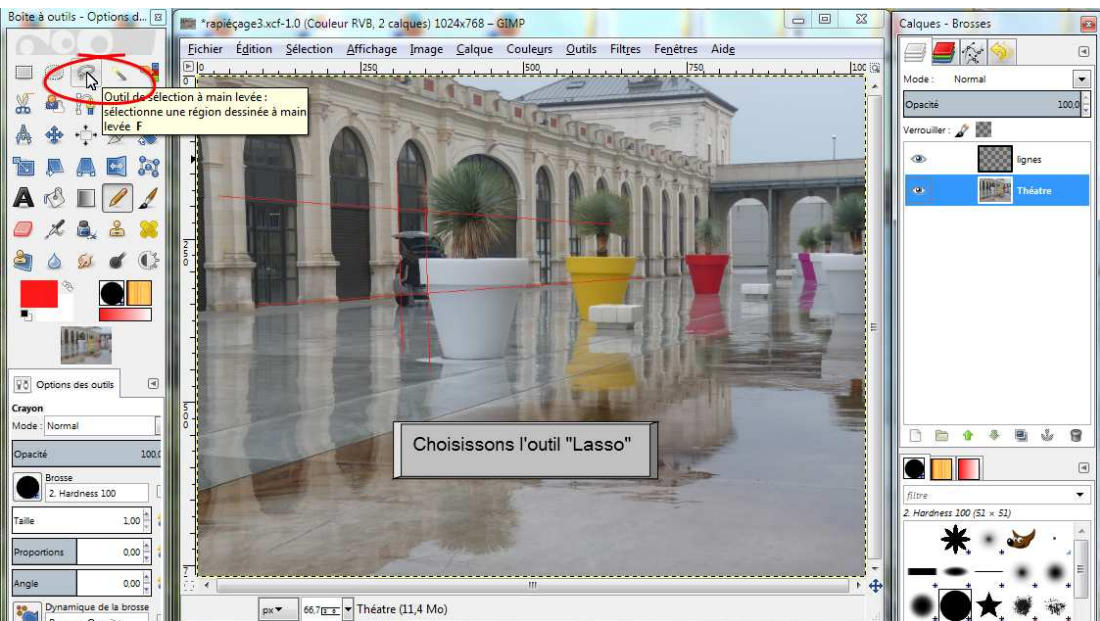 Boîte à outils - Options d...
*rapiéçage3.xcf-1.0 (Couleur RVB, 2 calques) 1024x768 – GIMP
Fichier Édition Sélection Affichage Image Calque Couleurs Outils Filtres Fenêtres Aide
0 250 500 750 100
Outil de sélection à main levée :
sélectionne une région dessinée à main
levée F
Choisissons l'outil "Lasso"
px 66,7 Théatre (11,4 Mo)
Options des outils
Crayon
Mode : Normal
Opacité 100,0
Brosse
2. Hardness 100
Taille 1,00
Proportions 0,00
Angle 0,00
Dynamique de la brosse
Calques - Brosses
Mode : Normal
Opacité 100,0
Verrouiller :
lignes
Théatre
filtre
2. Hardness 100 (51 × 51)